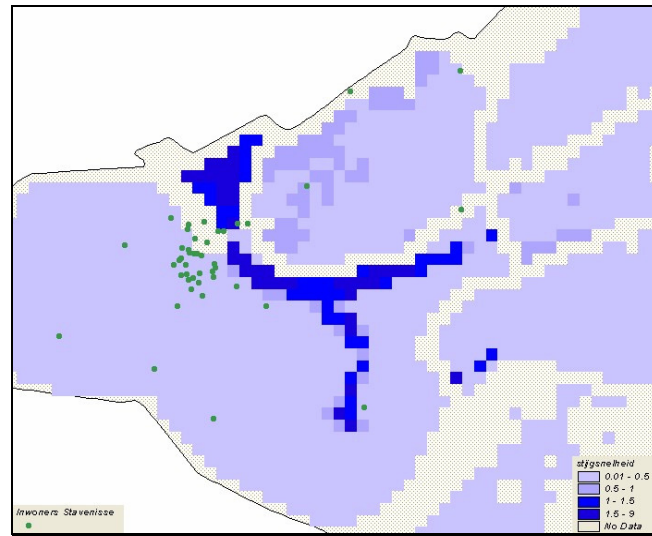 stijgsnelheid
0.01 - 0.5
0.5 - 1
1 - 1.5
1.5 - 9
No Data
Inwoners Stavenisse